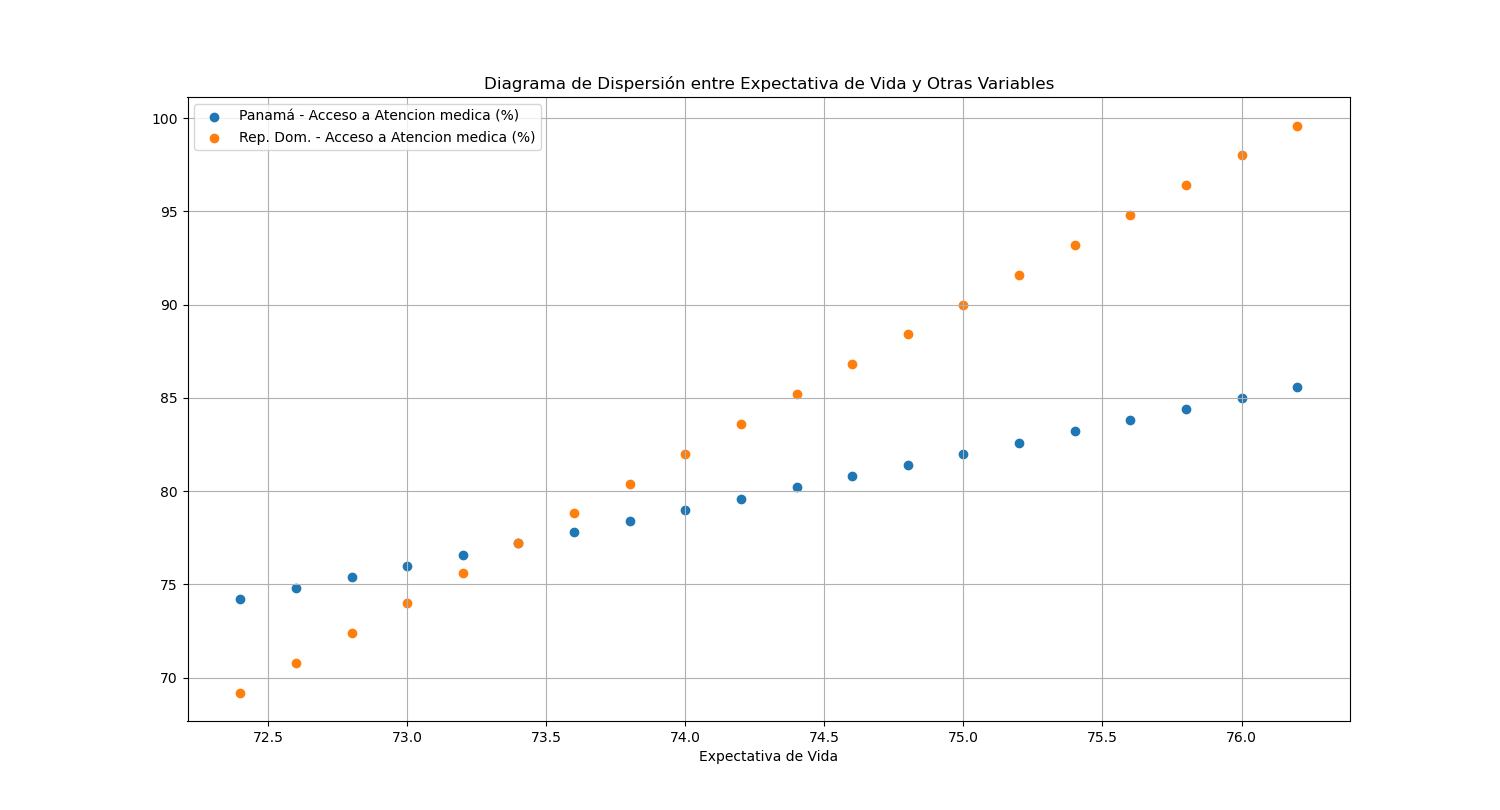 Diagrama de Dispersión entre Expectativa de Vida y Otras Variables
Panamá - Acceso a Atencion medica (%)
Rep. Dom. - Acceso a Atencion medica (%)
100
95
90
85
80
75
70
72.5 73.0 73.5 74.0 74.5 75.0 75.5 76.0
Expectativa de Vida